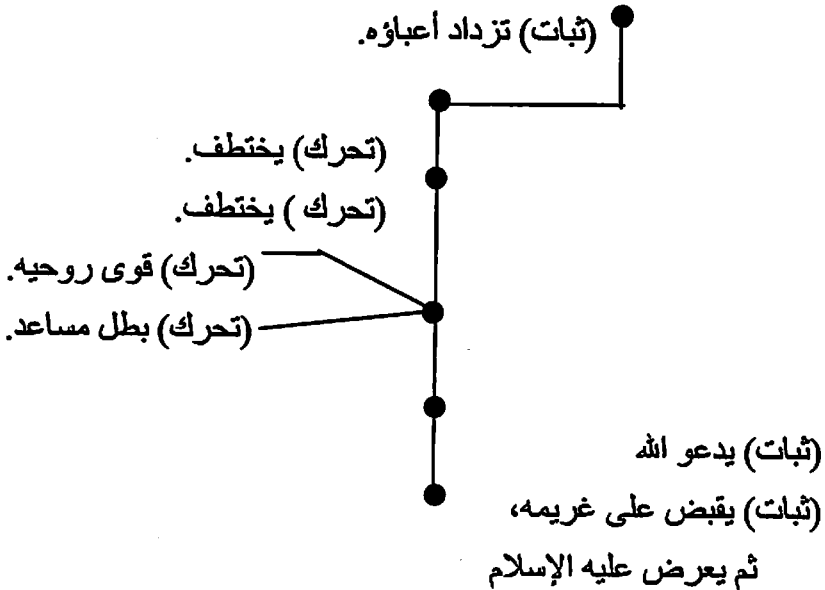 (ثبات) تزداد أعباؤه.
(تحرك) يختطف.
(تحرك ) يختطف.
(تحرك) قوى روحيه.
(تحرك) بطل مساعد.
(ثبات) يدعو الله
(ثبات) يقبض على غريمه،
ثم يعرض عليه الإسلام